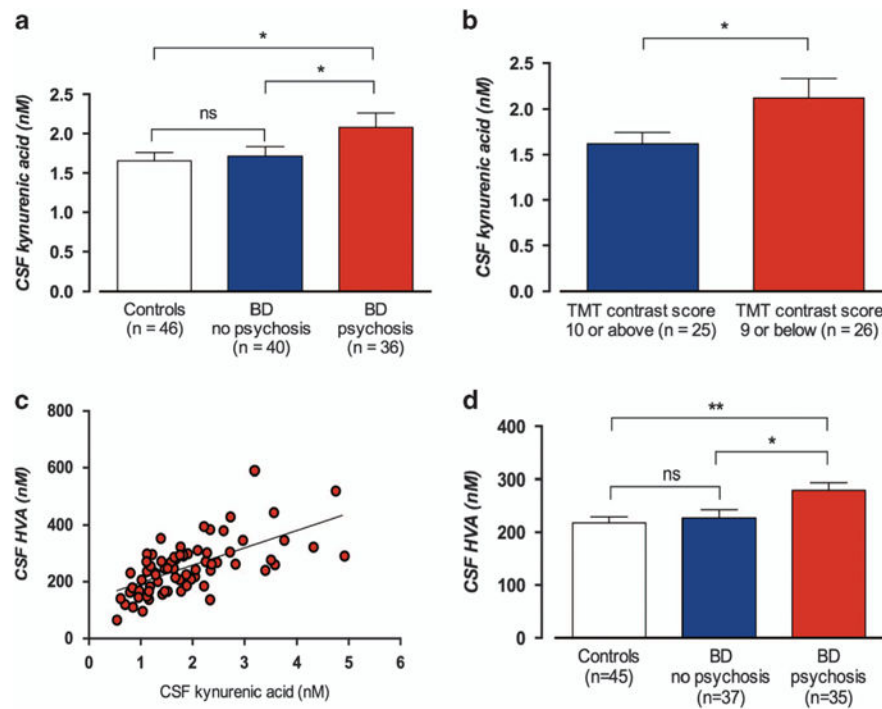 a
*
*
ns
CSF kynurenic acid (nM)
2.5
2.0
1.5
1.0
0.5
0.0
Controls
(n = 46)
BD
no psychosis
(n = 40)
BD
psychosis
(n = 36)
b
*
CSF kynurenic acid (nM)
2.5
2.0
1.5
1.0
0.5
0.0
TMT contrast score
10 or above (n = 25)
TMT contrast score
9 or below (n = 26)
c
CSF HVA (nM)
800
600
400
200
0
0 1 2 3 4 5 6
CSF kynurenic acid (nM)
d
**
*
ns
CSF HVA (nM)
400
300
200
100
0
Controls
(n=45)
BD
no psychosis
(n=37)
BD
psychosis
(n=35)